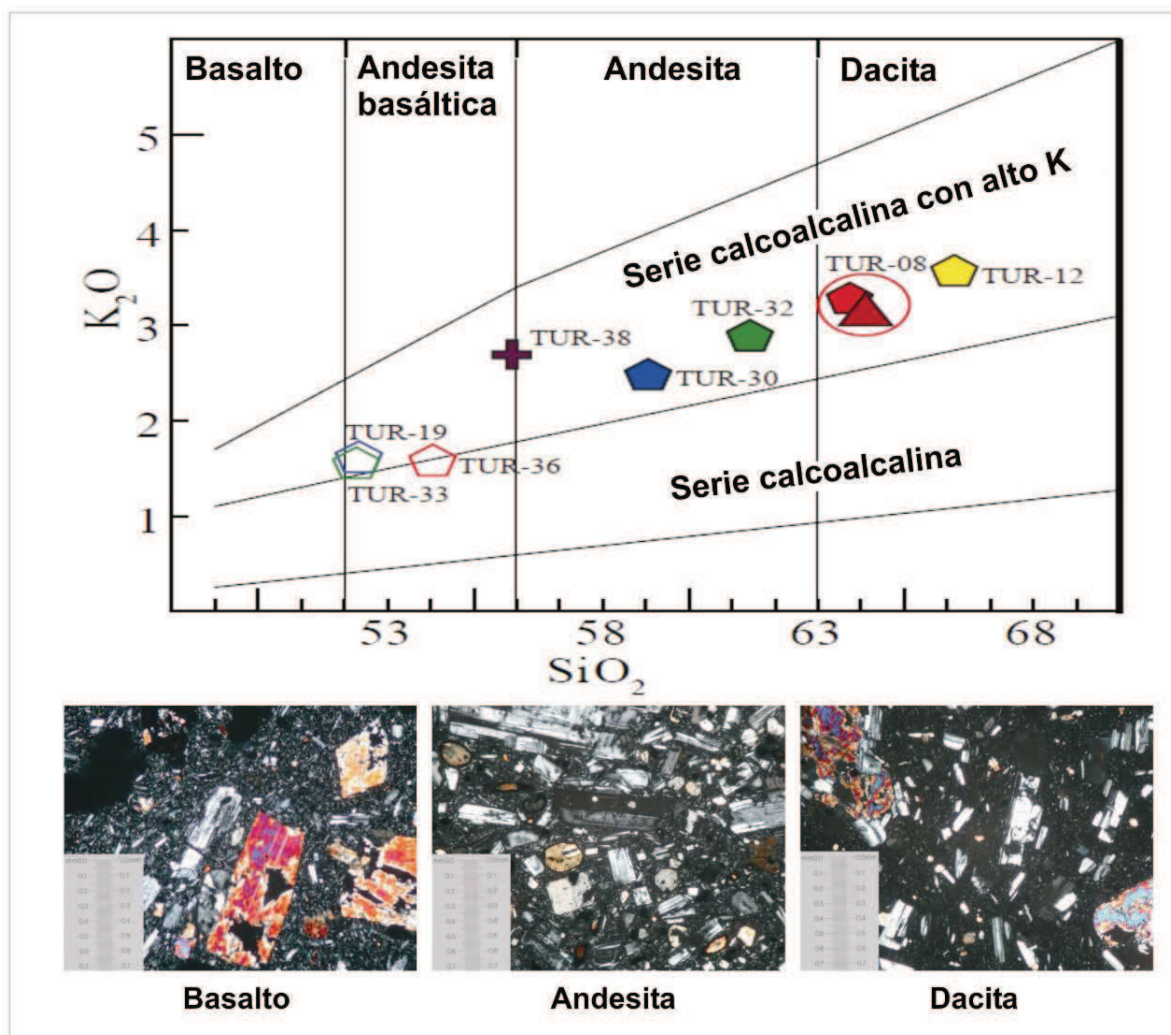 Basalto
Andesita
basáltica
Andesita
Dacita
5
4
3
2
1
K₂O
Serie calcoalcalina con alto K
TUR-08
TUR-12
TUR-32
TUR-38
TUR-30
TUR-19
TUR-36
TUR-33
Serie calcoalcalina
53
58
63
68
SiO₂
Basalto
Andesita
Dacita